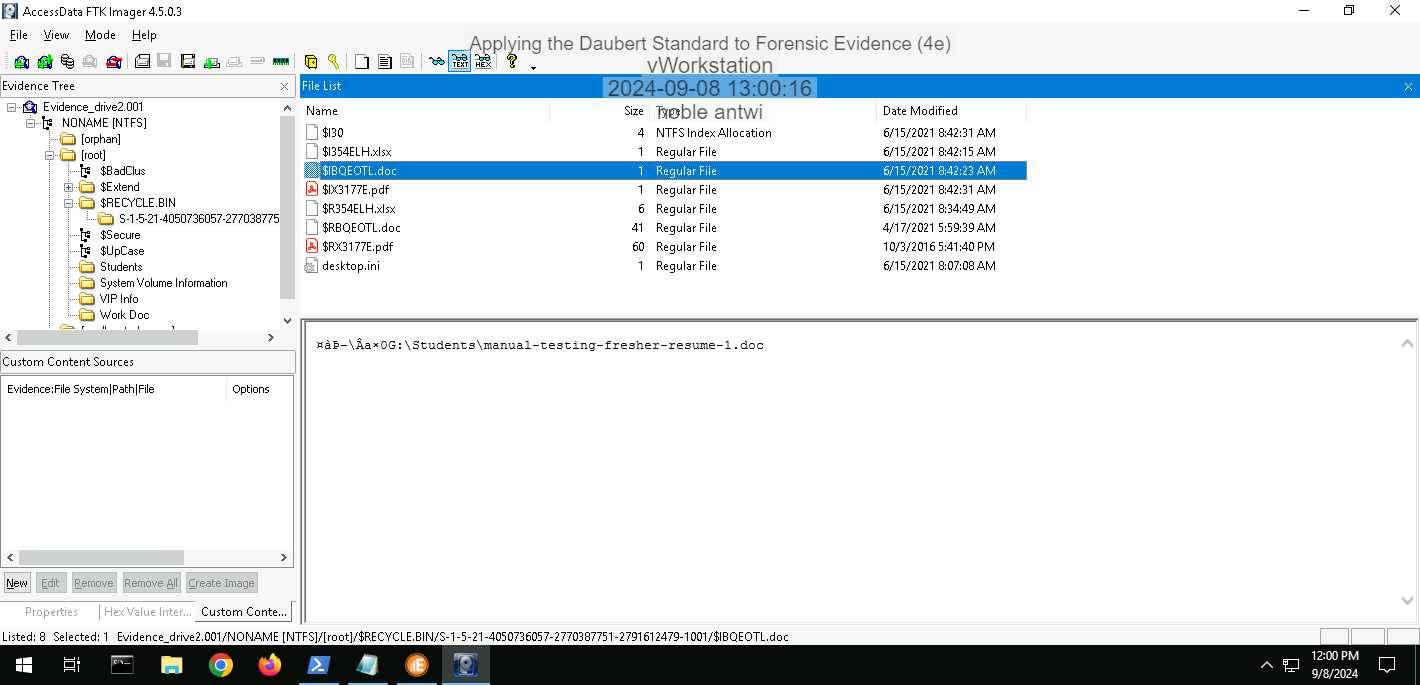 AccessData FTK Imager 4.5.0.3
File View Mode Help
Applying the Daubert Standard to Forensic Evidence (4e)
vWorkstation
2024-09-08 13:00:16
noble antwi
Evidence Tree
Evidence_drive2.001
NONAME [NTFS]
[orphan]
[root]
$BadClus
$Extend
$RECYCLE.BIN
S-1-5-21-4050736057-277038775
$Secure
$UpCase
Students
System Volume Information
VIP Info
Work Doc
File List
Name Size Type Date Modified
$I30 4 NTFS Index Allocation 6/15/2021 8:42:31 AM
$I354ELH.xlsx 1 Regular File 6/15/2021 8:42:15 AM
$IBQEOTL.doc 1 Regular File 6/15/2021 8:42:23 AM
$IX3177E.pdf 1 Regular File 6/15/2021 8:42:31 AM
$R354ELH.xlsx 6 Regular File 6/15/2021 8:34:49 AM
$RBQEOTL.doc 41 Regular File 4/17/2021 5:59:39 AM
$RX3177E.pdf 60 Regular File 10/3/2016 5:41:40 PM
desktop.ini 1 Regular File 6/15/2021 8:07:08 AM
¤àÞ-\Âa×0G:\Students\manual-testing-fresher-resume-1.doc
Custom Content Sources
Evidence:File System|Path|File Options
New Edit Remove Remove All Create Image
Properties Hex Value Inter... Custom Conte...
Listed: 8 Selected: 1 Evidence_drive2.001/NONAME [NTFS]/[root]/$RECYCLE.BIN/S-1-5-21-4050736057-2770387751-2791612479-1001/$IBQEOTL.doc
12:00 PM
9/8/2024